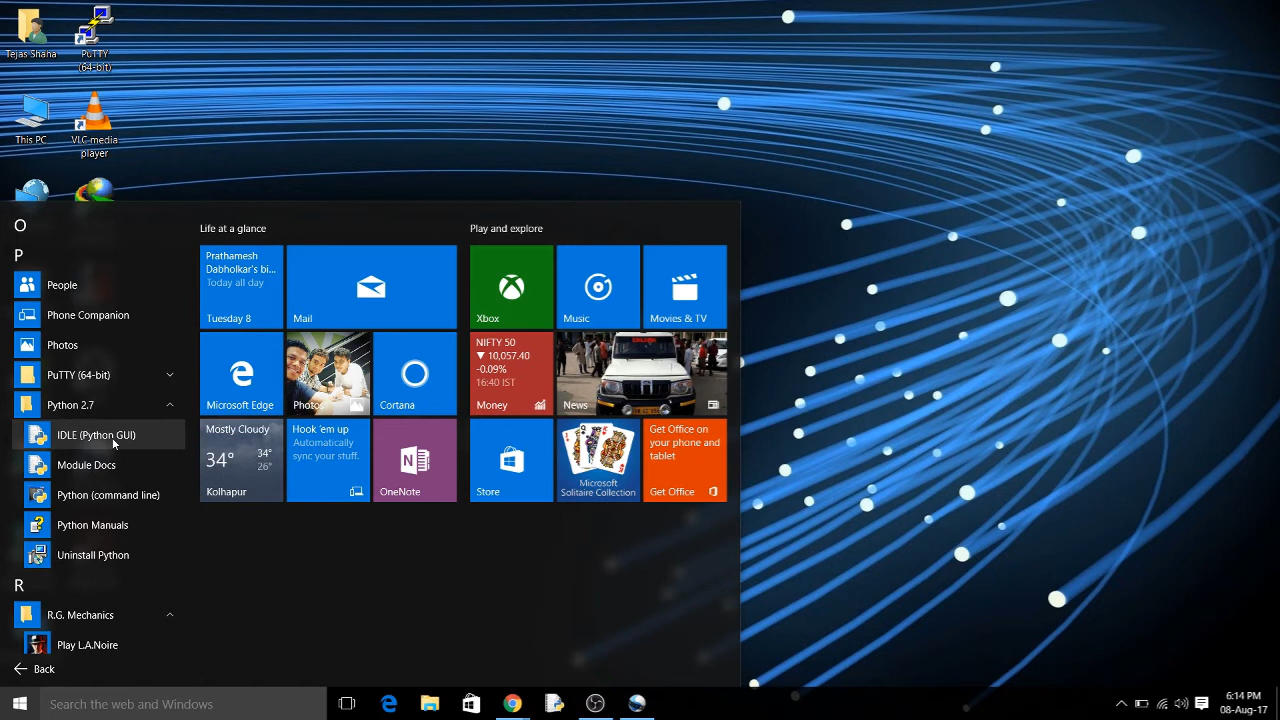 Tejas Shaha
PuTTY
(64-bit)
This PC
VLC media
player
O
P
People
Phone Companion
Photos
PuTTY (64-bit)
Python 2.7
IDLE (Python GUI)
Module Docs
Python (command line)
Python Manuals
Uninstall Python
R
R.G. Mechanics
Play L.A.Noire
Back
Life at a glance
Prathamesh
Dabholkar's bi...
Today all day
Tuesday 8
Mail
Microsoft Edge
Photos
Cortana
Mostly Cloudy
34° 34°
26°
Kolhapur
Hook 'em up
Automatically
sync your stuff.
OneNote
Play and explore
Xbox
Music
Movies & TV
NIFTY 50
▼ 10,057.40
-0.09%
16:40 IST
Money
News
Store
Microsoft
Solitaire Collection
Get Office on
your phone and
tablet
Get Office
Search the web and Windows
6:14 PM
08-Aug-17